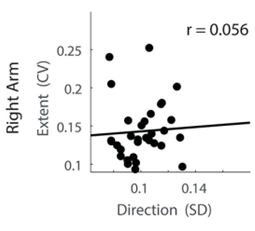 r = 0.056
Right Arm
Extent (CV)
0.25
0.2
0.15
0.1
0.1 0.14
Direction (SD)